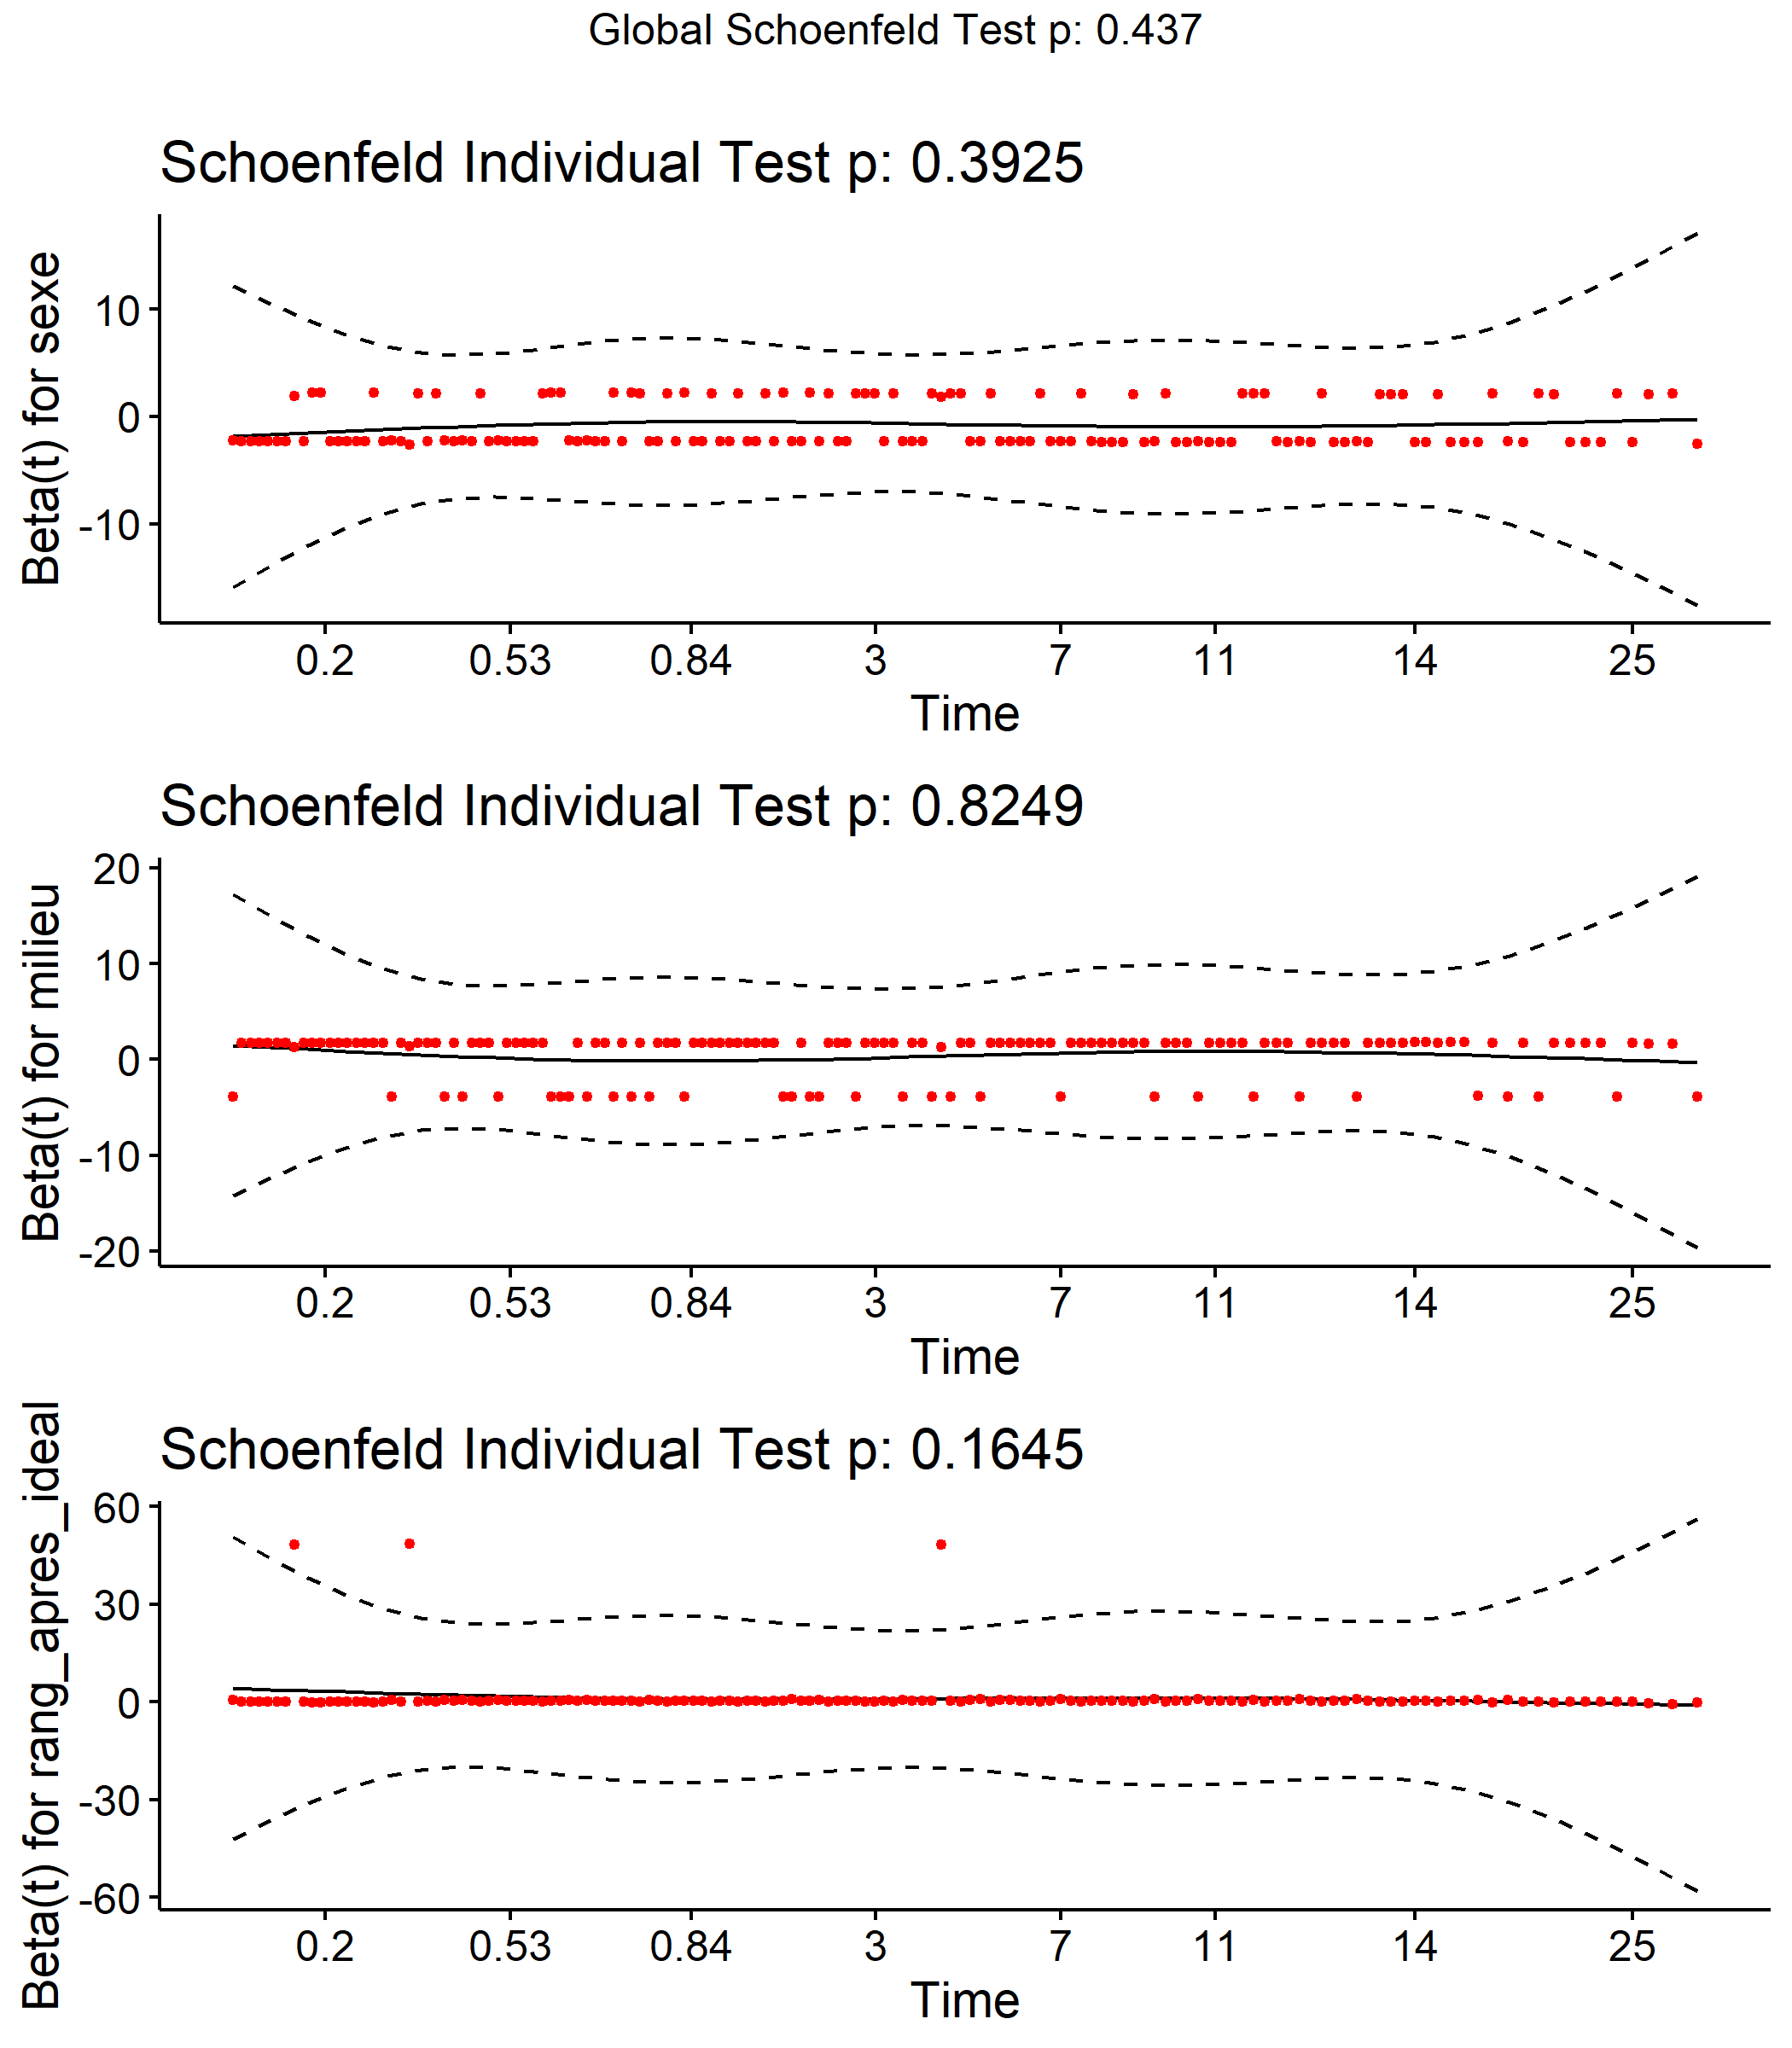 Global Schoenfeld Test p: 0.437
Schoenfeld Individual Test p: 0.3925
Beta(t) for sexe
10
0
-10
0.2 0.53 0.84 3 7 11 14 25
Time
Schoenfeld Individual Test p: 0.8249
Beta(t) for milieu
20
10
0
-10
-20
0.2 0.53 0.84 3 7 11 14 25
Time
Schoenfeld Individual Test p: 0.1645
Beta(t) for rang_apres_ideal
60
30
0
-30
-60
0.2 0.53 0.84 3 7 11 14 25
Time